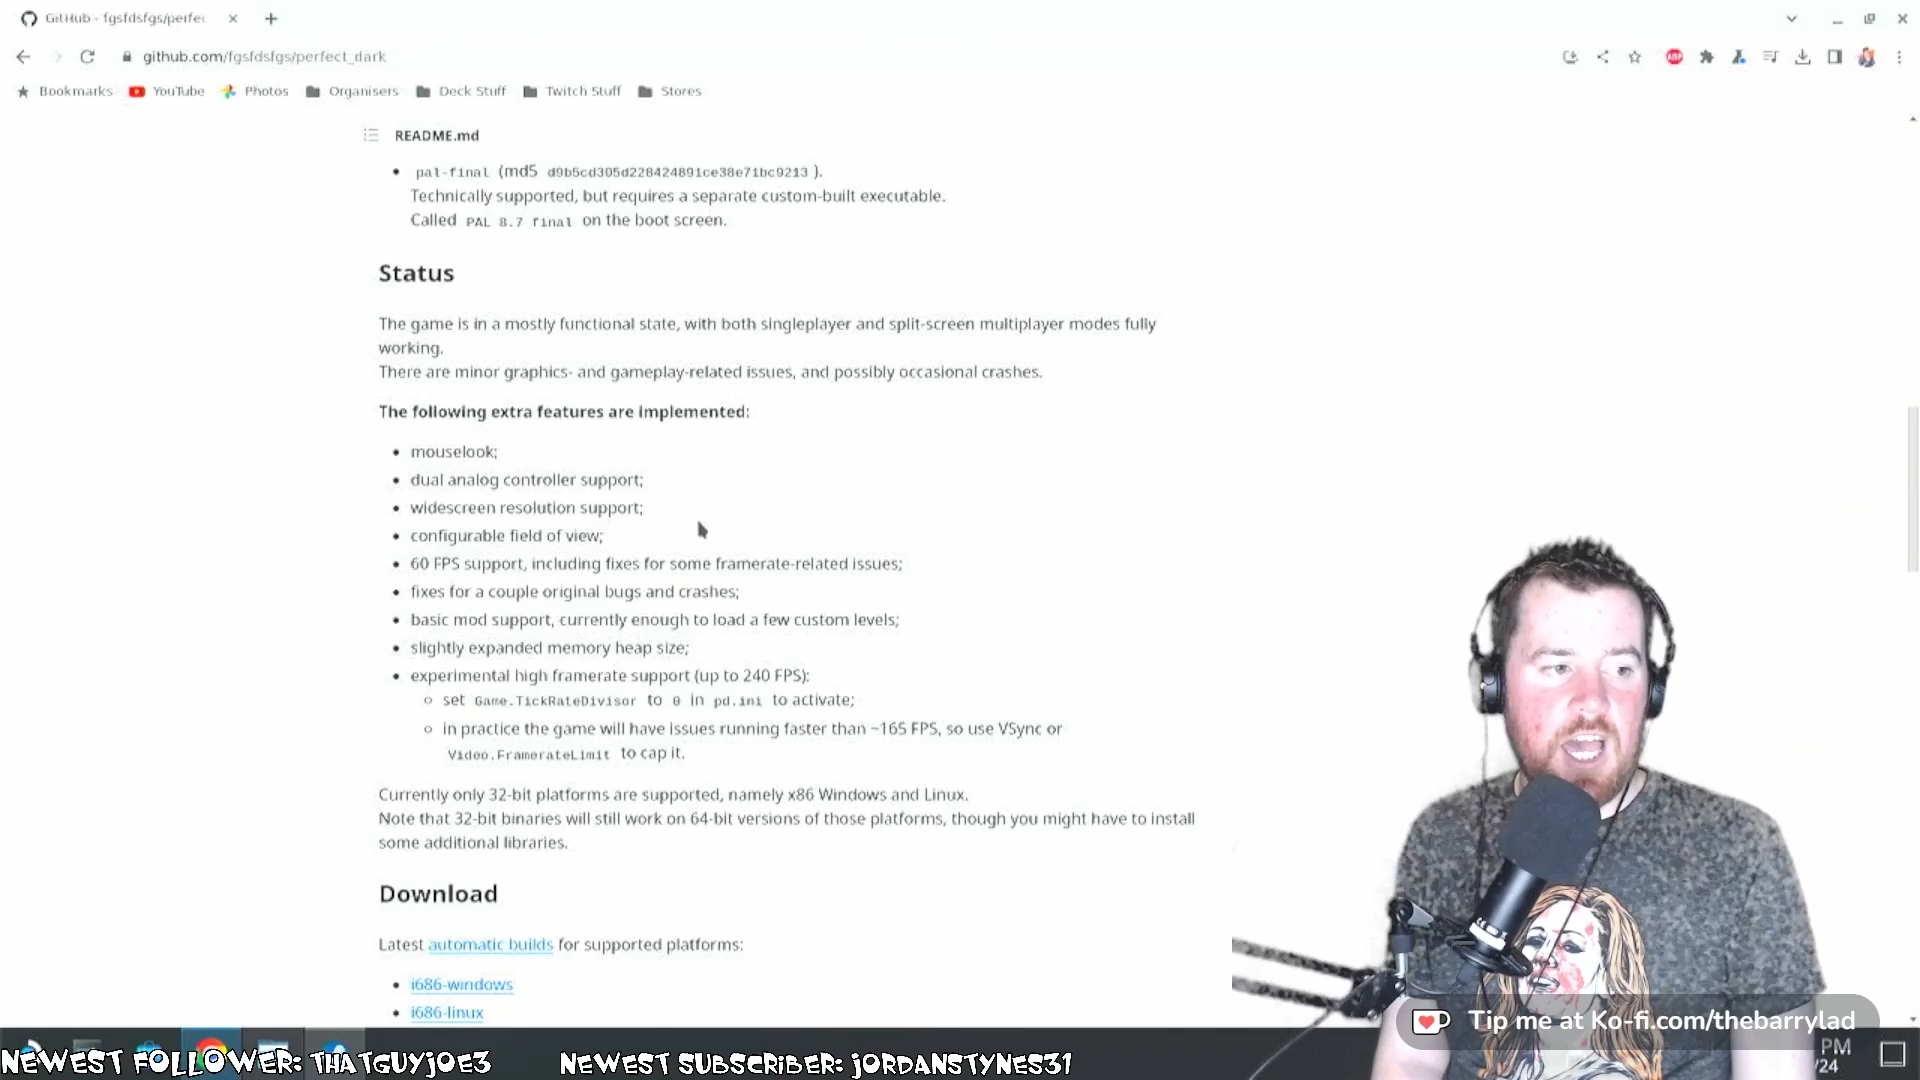 GitHub - fgsfdsfgs/perfec
github.com/fgsfdsfgs/perfect_dark
Bookmarks YouTube Photos Organisers Deck Stuff Twitch Stuff Stores
README.md
pal-final (md5 d9b5cd305d228424891ce38e71bc9213 ).
Technically supported, but requires a separate custom-built executable.
Called PAL 8.7 final on the boot screen.
Status
The game is in a mostly functional state, with both singleplayer and split-screen multiplayer modes fully
working.
There are minor graphics- and gameplay-related issues, and possibly occasional crashes.
The following extra features are implemented:
mouselook;
dual analog controller support;
widescreen resolution support;
configurable field of view;
60 FPS support, including fixes for some framerate-related issues;
fixes for a couple original bugs and crashes;
basic mod support, currently enough to load a few custom levels;
slightly expanded memory heap size;
experimental high framerate support (up to 240 FPS):
set Game.TickRateDivisor to 0 in pd.ini to activate;
in practice the game will have issues running faster than ~165 FPS, so use VSync or
Video.FramerateLimit to cap it.
Currently only 32-bit platforms are supported, namely x86 Windows and Linux.
Note that 32-bit binaries will still work on 64-bit versions of those platforms, though you might have to install
some additional libraries.
Download
Latest automatic builds for supported platforms:
i686-windows
i686-linux
Tip me at Ko-fi.com/thebarrylad
PM
/24
NEWEST FOLLOWER: THATGUYJOE3 NEWEST SUBSCRIBER: JORDANSTYNES31